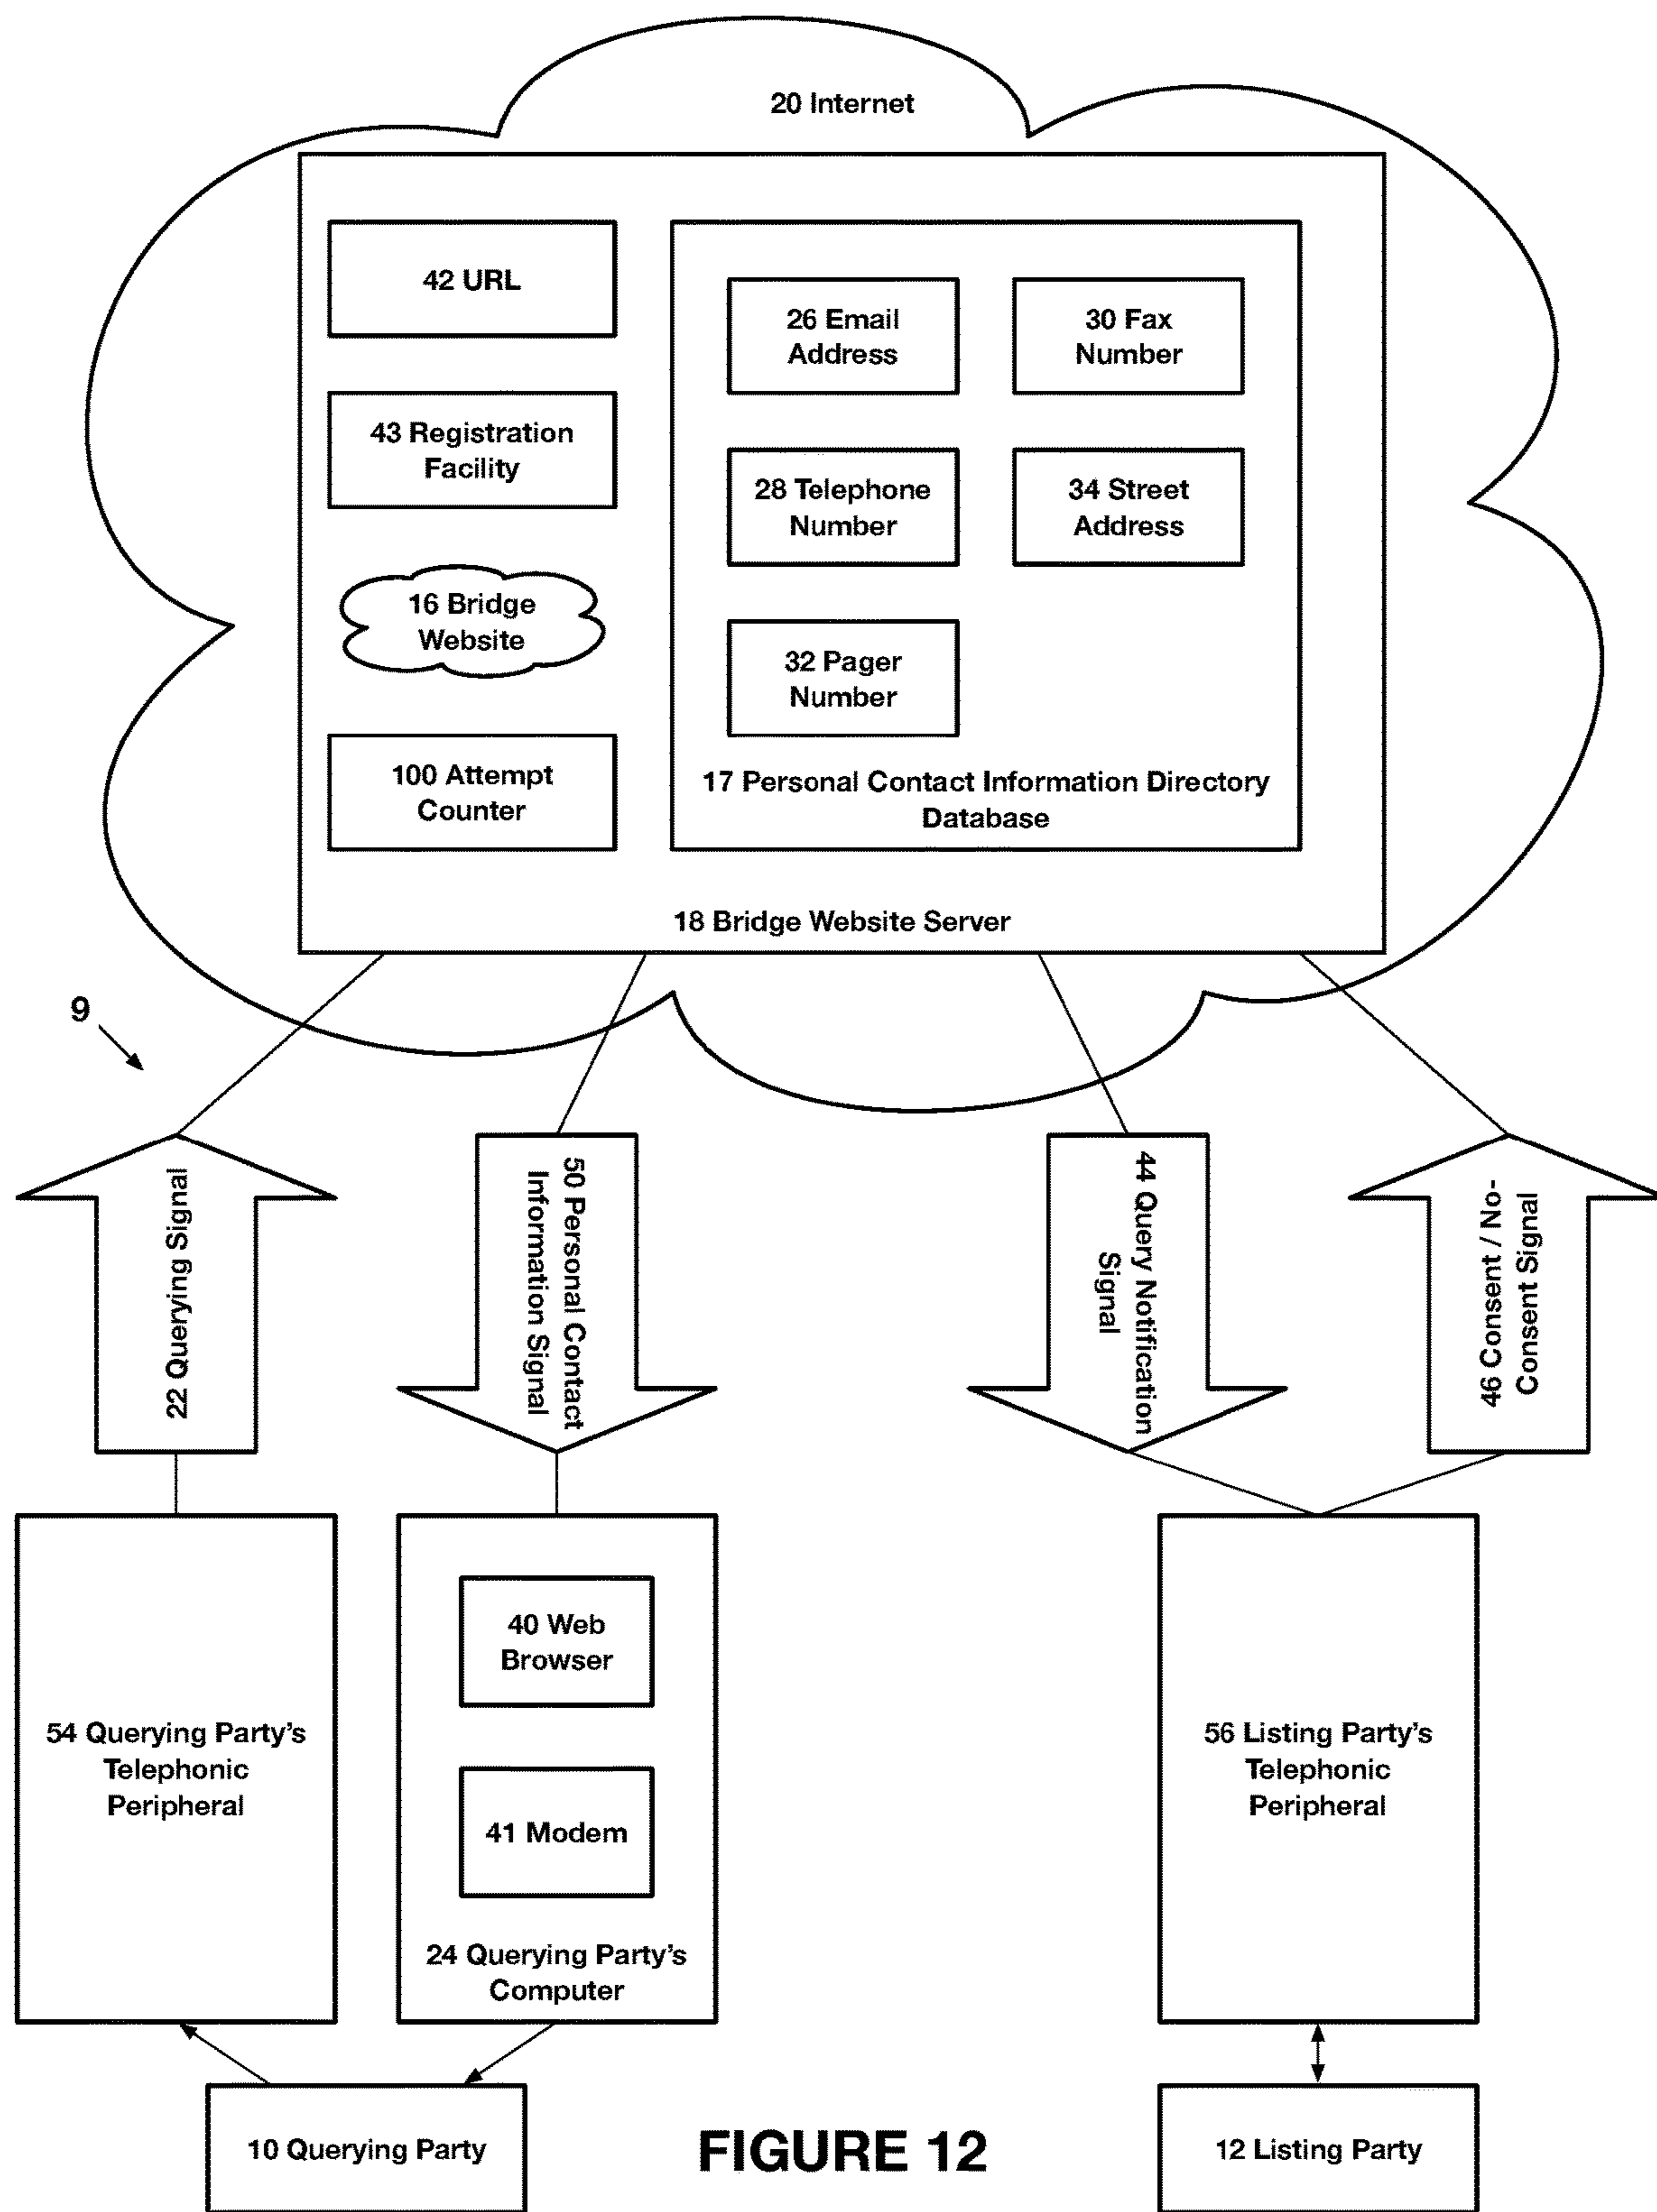 20 Internet
42 URL
26 Email
Address
30 Fax
Number
43 Registration
Facility
28 Telephone
Number
34 Street
Address
16 Bridge
Website
32 Pager
Number
100 Attempt
Counter
17 Personal Contact Information Directory
Database
18 Bridge Website Server
9
22 Querying Signal
50 Personal Contact
Information Signal
44 Query Notification
Signal
46 Consent / No-
Consent Signal
54 Querying Party's
Telephonic
Peripheral
40 Web
Browser
41 Modem
24 Querying Party's
Computer
56 Listing Party's
Telephonic
Peripheral
10 Querying Party
FIGURE 12
12 Listing Party